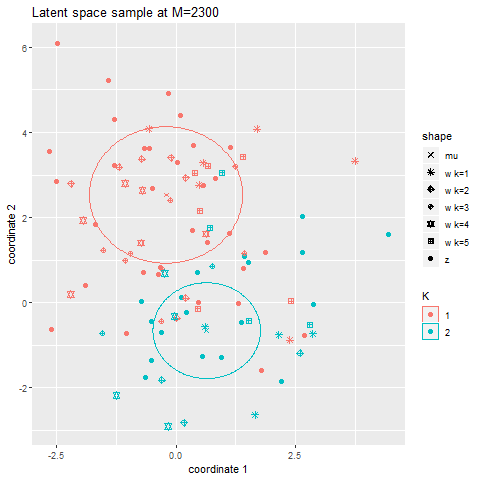 Latent space sample at M=2300
coordinate 2
6
4
2
0
-2
-2.5
0.0
2.5
coordinate 1
shape
mu
w k=1
w k=2
w k=3
w k=4
w k=5
z
K
1
2